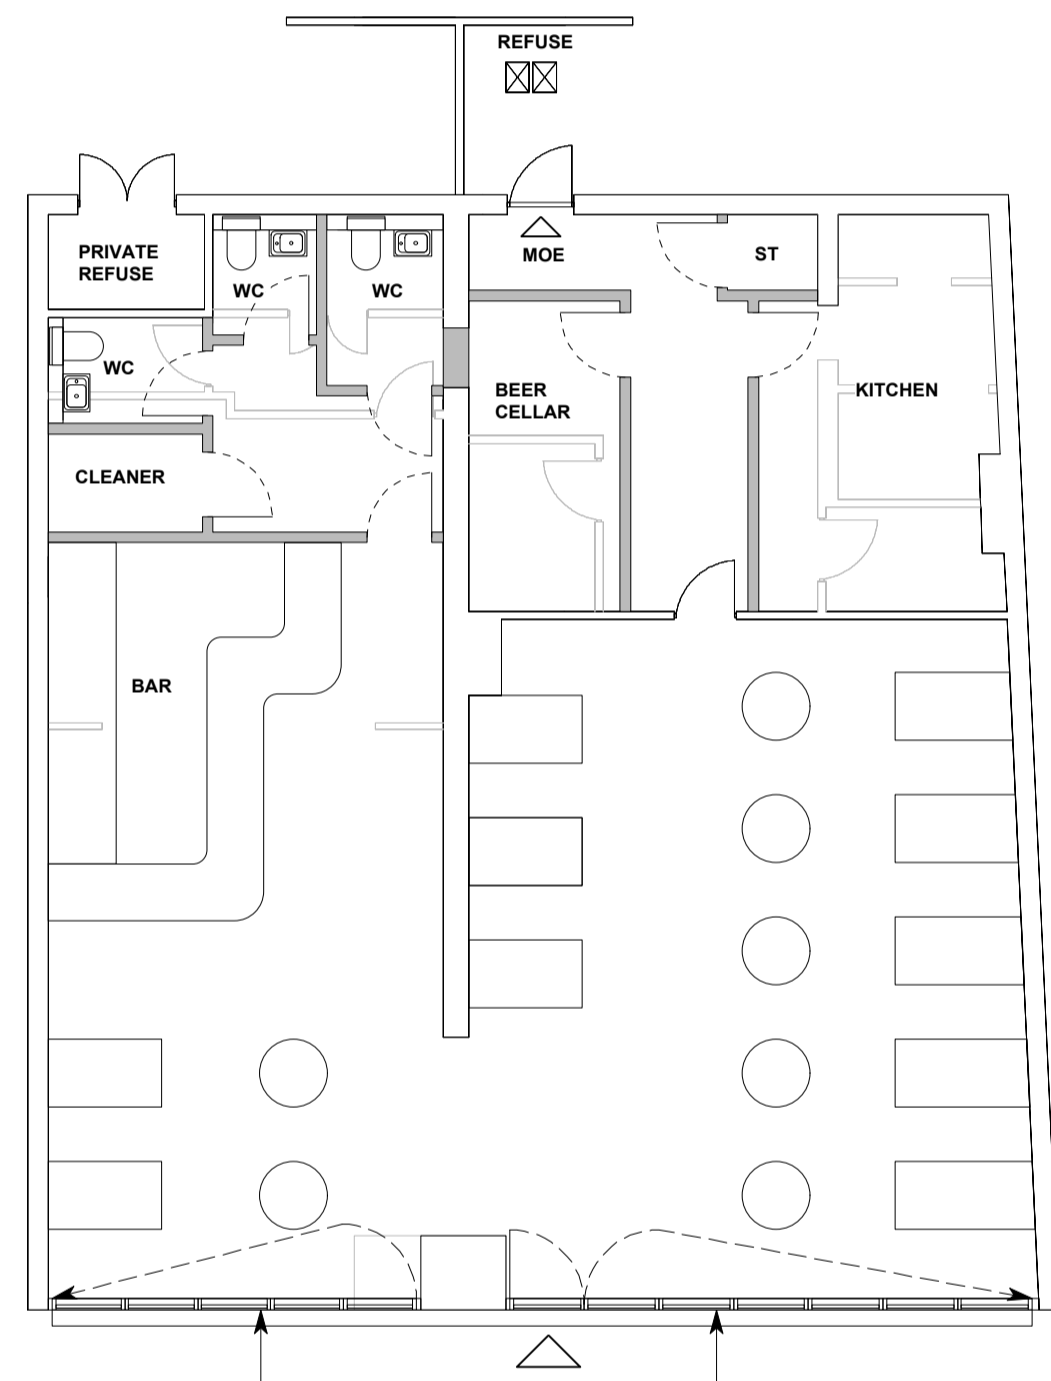 REFUSE
PRIVATE
REFUSE
WC
WC
MOE
ST
WC
BEER
CELLAR
KITCHEN
CLEANER
BAR